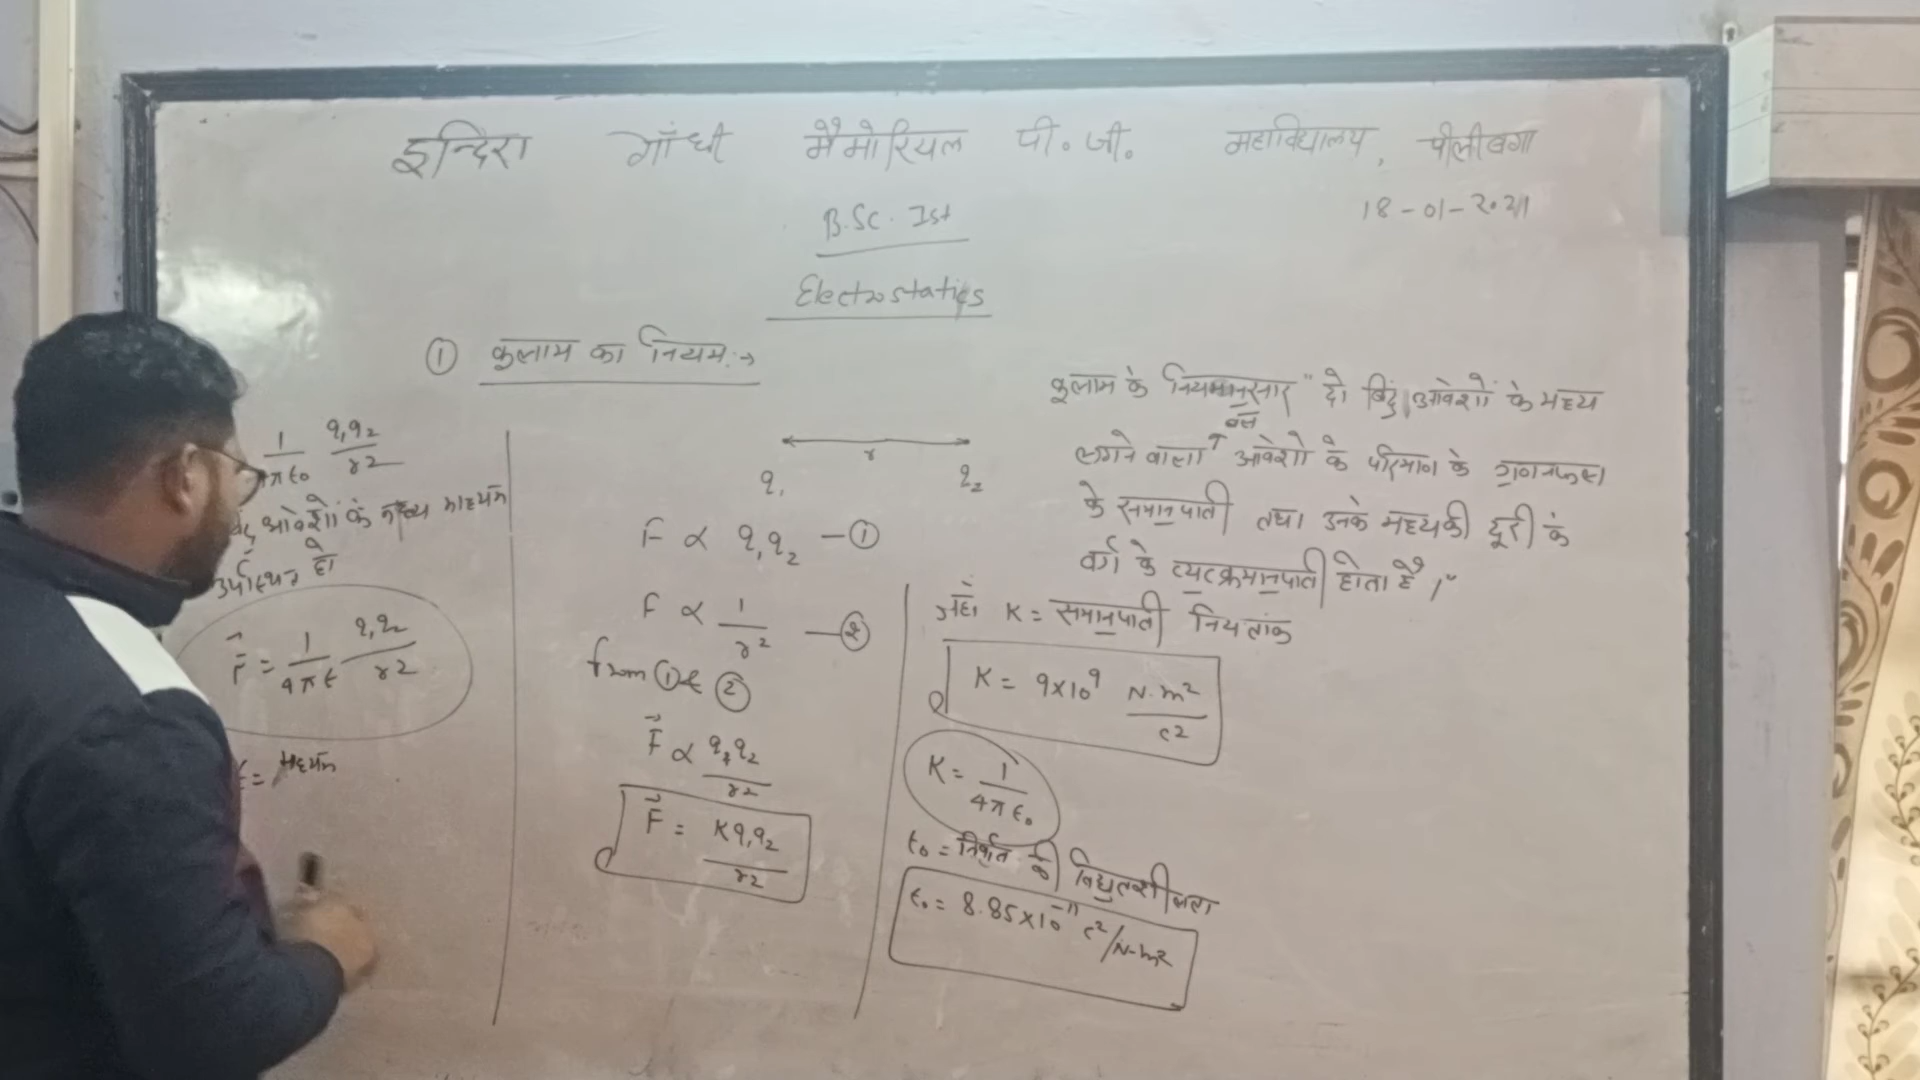 इन्दिरा गाँधी मैमोरियल पी.जी. महाविद्यालय, पीलीबंगा
18-01-2021
B.Sc. Ist
Electrostatics
① कुलाम का नियम :→
कुलाम के नियमानुसार "दो बिंदु आवेशों के मध्य
लगने वाला बल आवेशो के परिमाण के गुणनफल
के समानुपाती तथा उनके मध्य की दूरी के
वर्ग के व्युत्क्रमानुपाती होता है।"
r
q₁ q₂
F ∝ q₁q₂ —①
F ∝ 1/r² —②
from ① & ②
F⃗ ∝ q₁q₂/r²
F⃗ = Kq₁q₂/r²
जहाँ K = समानुपाती नियतांक
K = 9×10⁹ N.m²/c²
K = 1/4πϵ₀
ϵ₀ = निर्वात की विद्युतशीलता
ϵ₀ = 8.85×10⁻¹¹ c²/N-m²
1/4πϵ₀ q₁q₂/r²
आवेशों के मध्य माध्यम
उपस्थित हो
F⃗ = 1/4πϵ q₁q₂/r²
ϵ = माध्यम